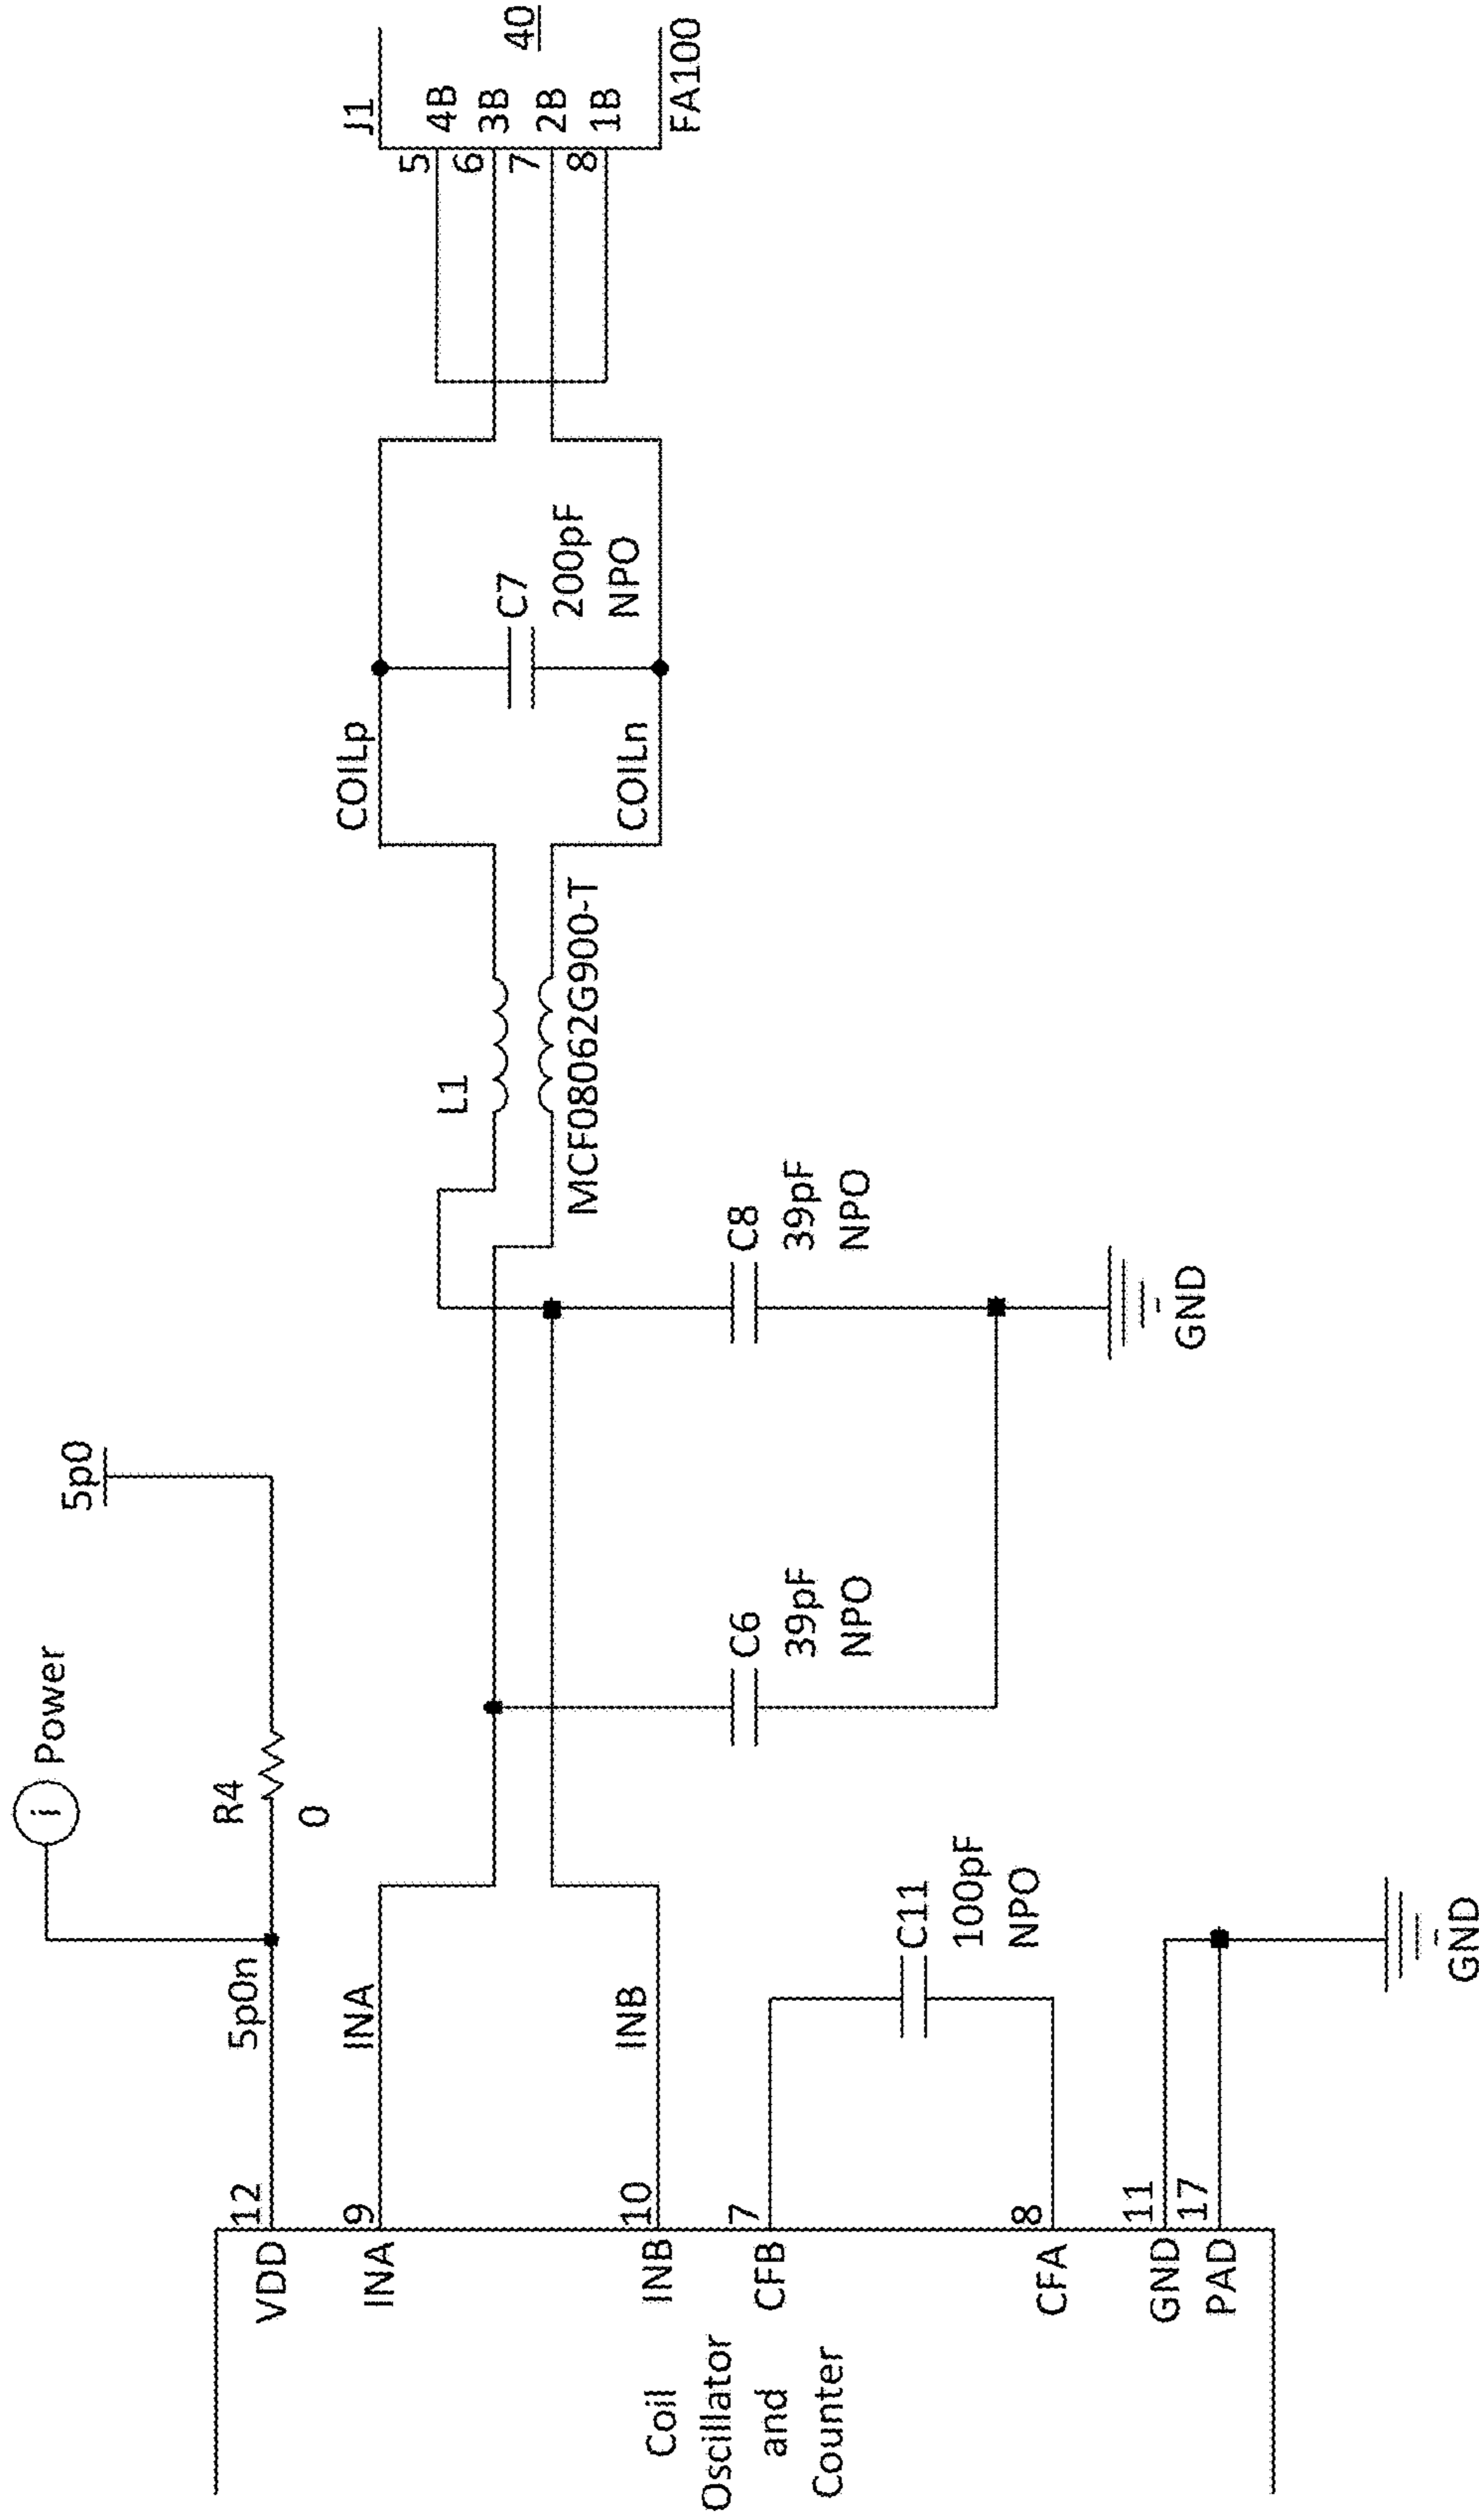 Power
5p0
R4
0
5p0n
12
VDD
INA
9
INA
INB
10
INB
7
CFB
8
CFA
11
GND
17
PAD
Coil
Oscillator
and
Counter
C11
100pF
NPO
GND
C6
39pF
NPO
C8
39pF
NPO
GND
L1
MCF08062G900-T
COILp
COILn
C7
200pF
NPO
J1
5
4B
6
3B
7
2B
8
1B
40
FA100
i